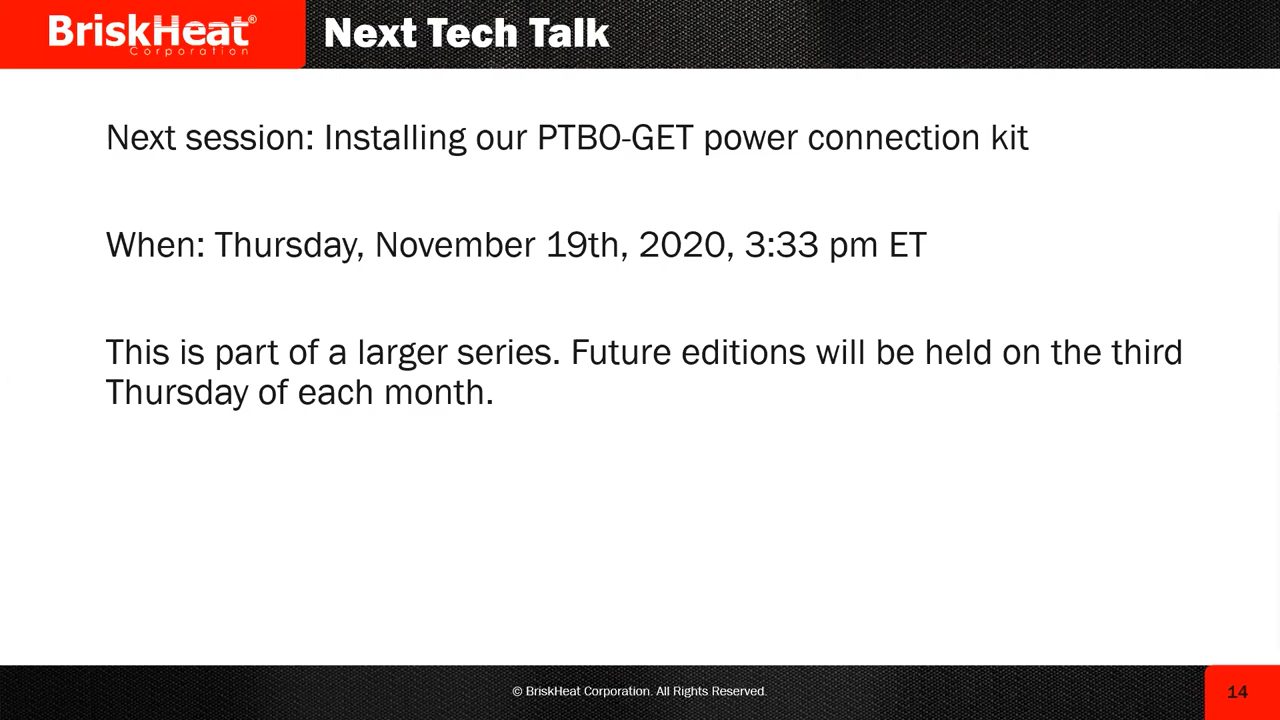 BriskHeat®
Corporation
Next Tech Talk
Next session: Installing our PTBO-GET power connection kit
When: Thursday, November 19th, 2020, 3:33 pm ET
This is part of a larger series. Future editions will be held on the third
Thursday of each month.
© BriskHeat Corporation. All Rights Reserved.
14